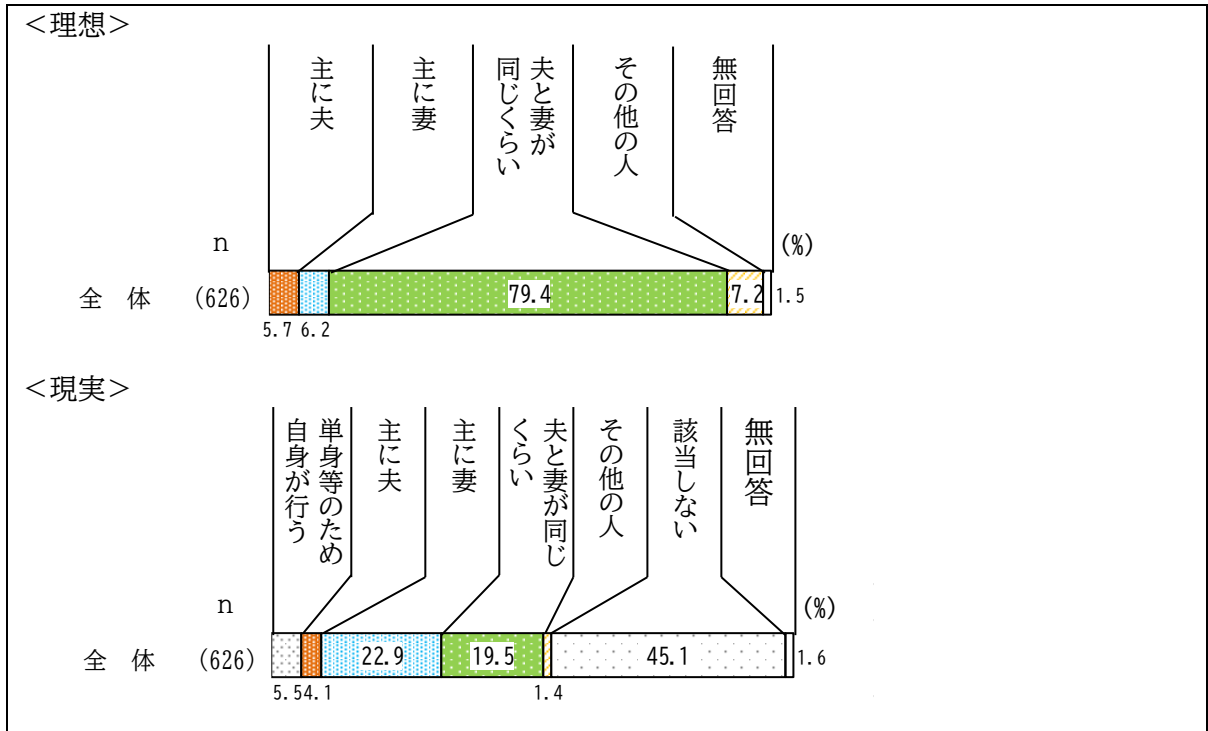 ＜理想＞
主に夫
主に妻
夫と妻が
同じくらい
その他の人
無回答
n
(%)
全　体
(626)
79.4
7.2
1.5
5.7
6.2
＜現実＞
単身等のため
自身が行う
主に夫
主に妻
夫と妻が同じ
くらい
その他の人
該当しない
無回答
n
(%)
全　体
(626)
22.9
19.5
45.1
1.6
5.5
4.1
1.4